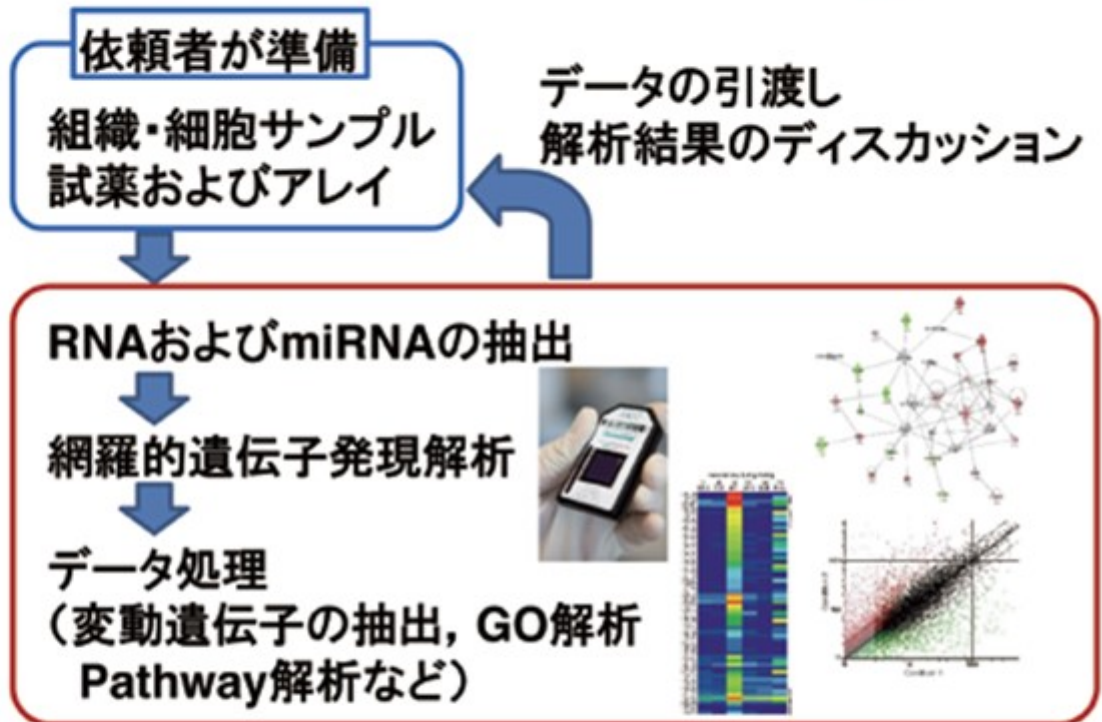 依頼者が準備
組織・細胞サンプル
試薬およびアレイ
データの引渡し
解析結果のディスカッション
RNAおよびmiRNAの抽出
網羅的遺伝子発現解析
データ処理
（変動遺伝子の抽出, GO解析
Pathway解析など）